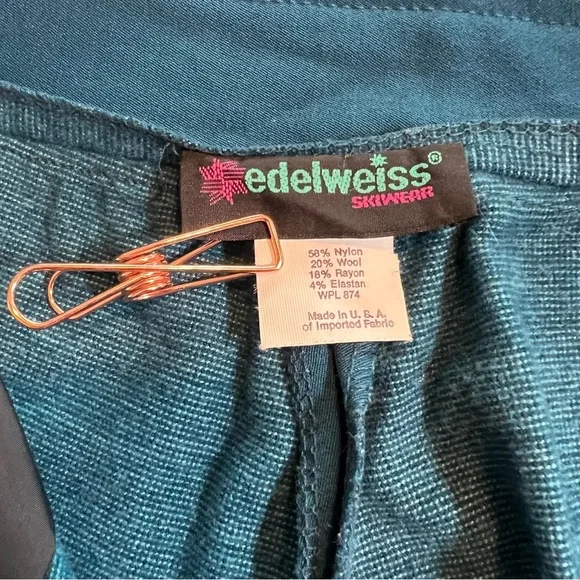 edelweiss®
SKIWEAR
58% Nylon
20% Wool
18% Rayon
4% Elastan
WPL 874
Made in U. S. A.
of Imported Fabric